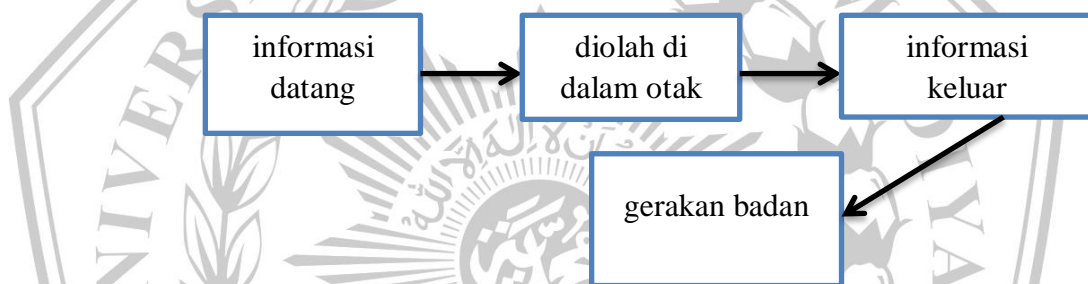 informasi
datang
diolah di
dalam otak
informasi
keluar
gerakan badan